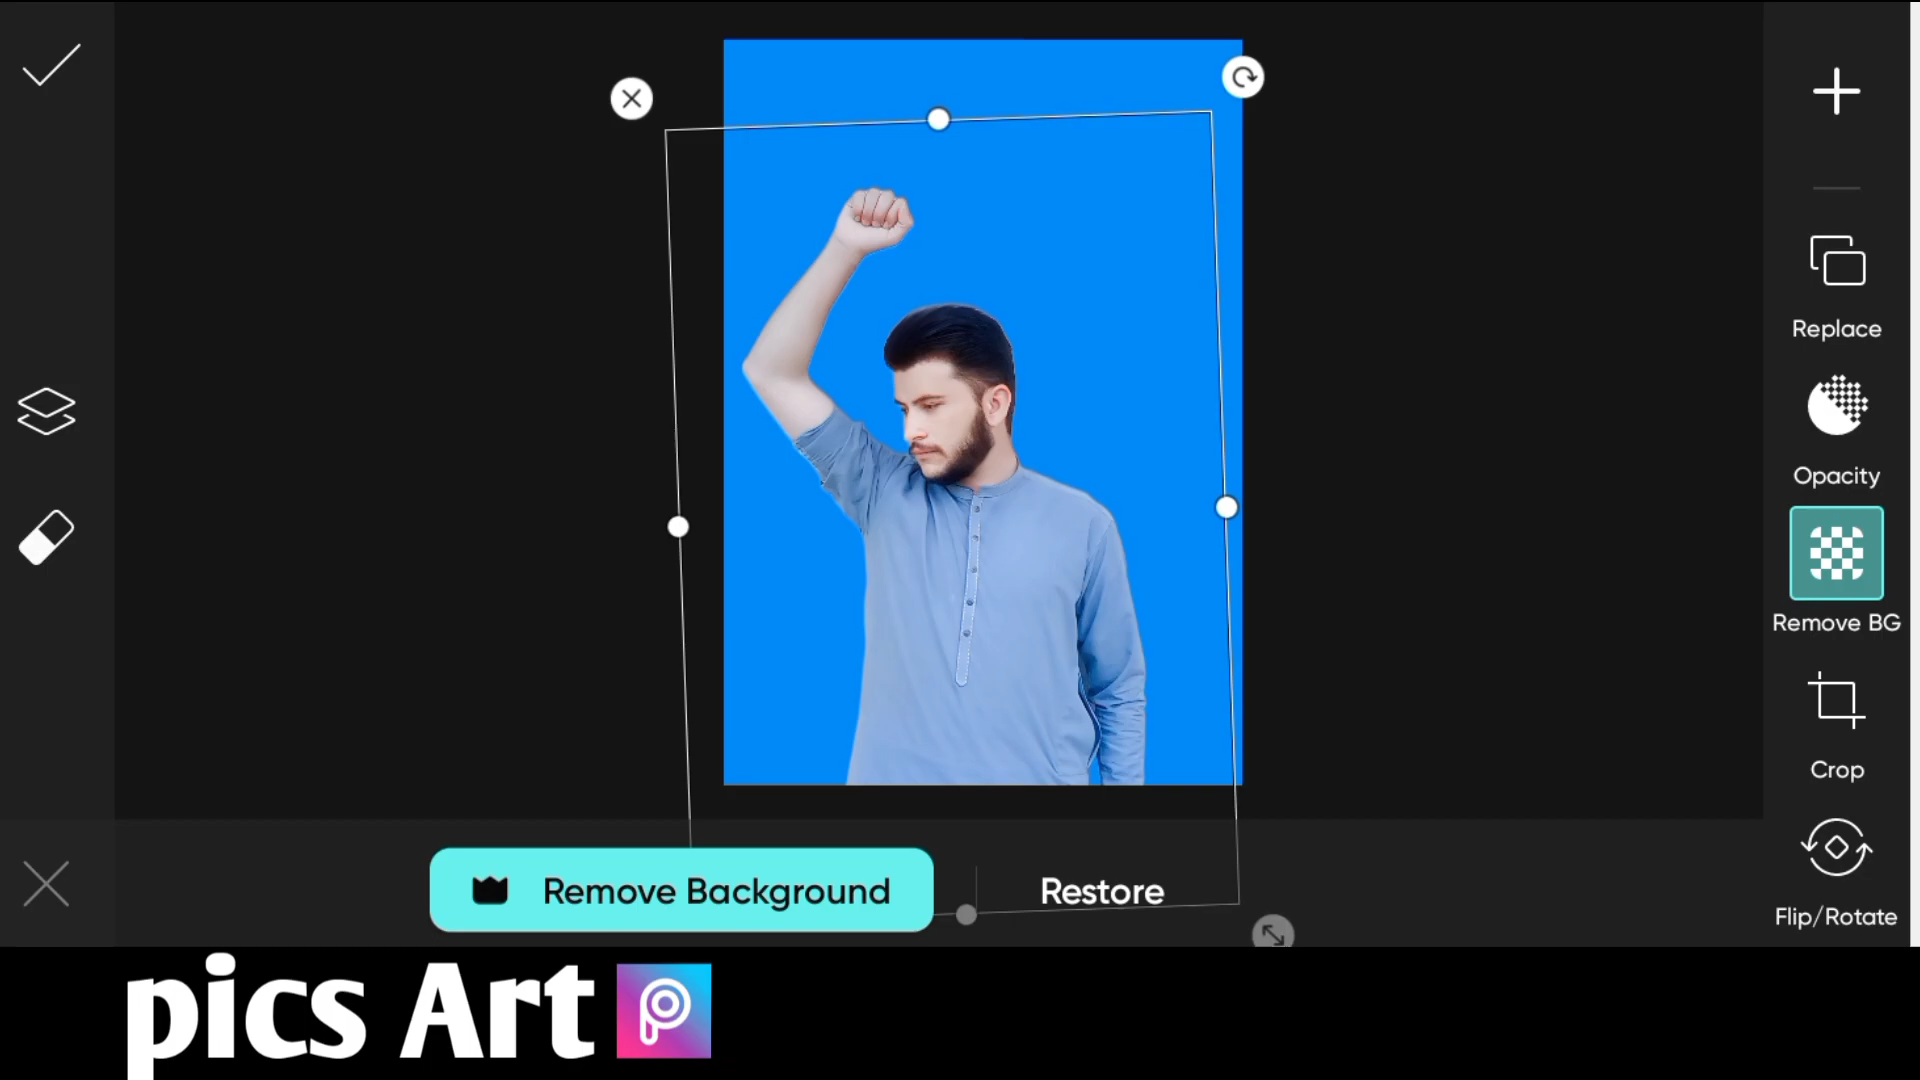 Replace
Opacity
Remove BG
Crop
Flip/Rotate
Remove Background
Restore
pics Art